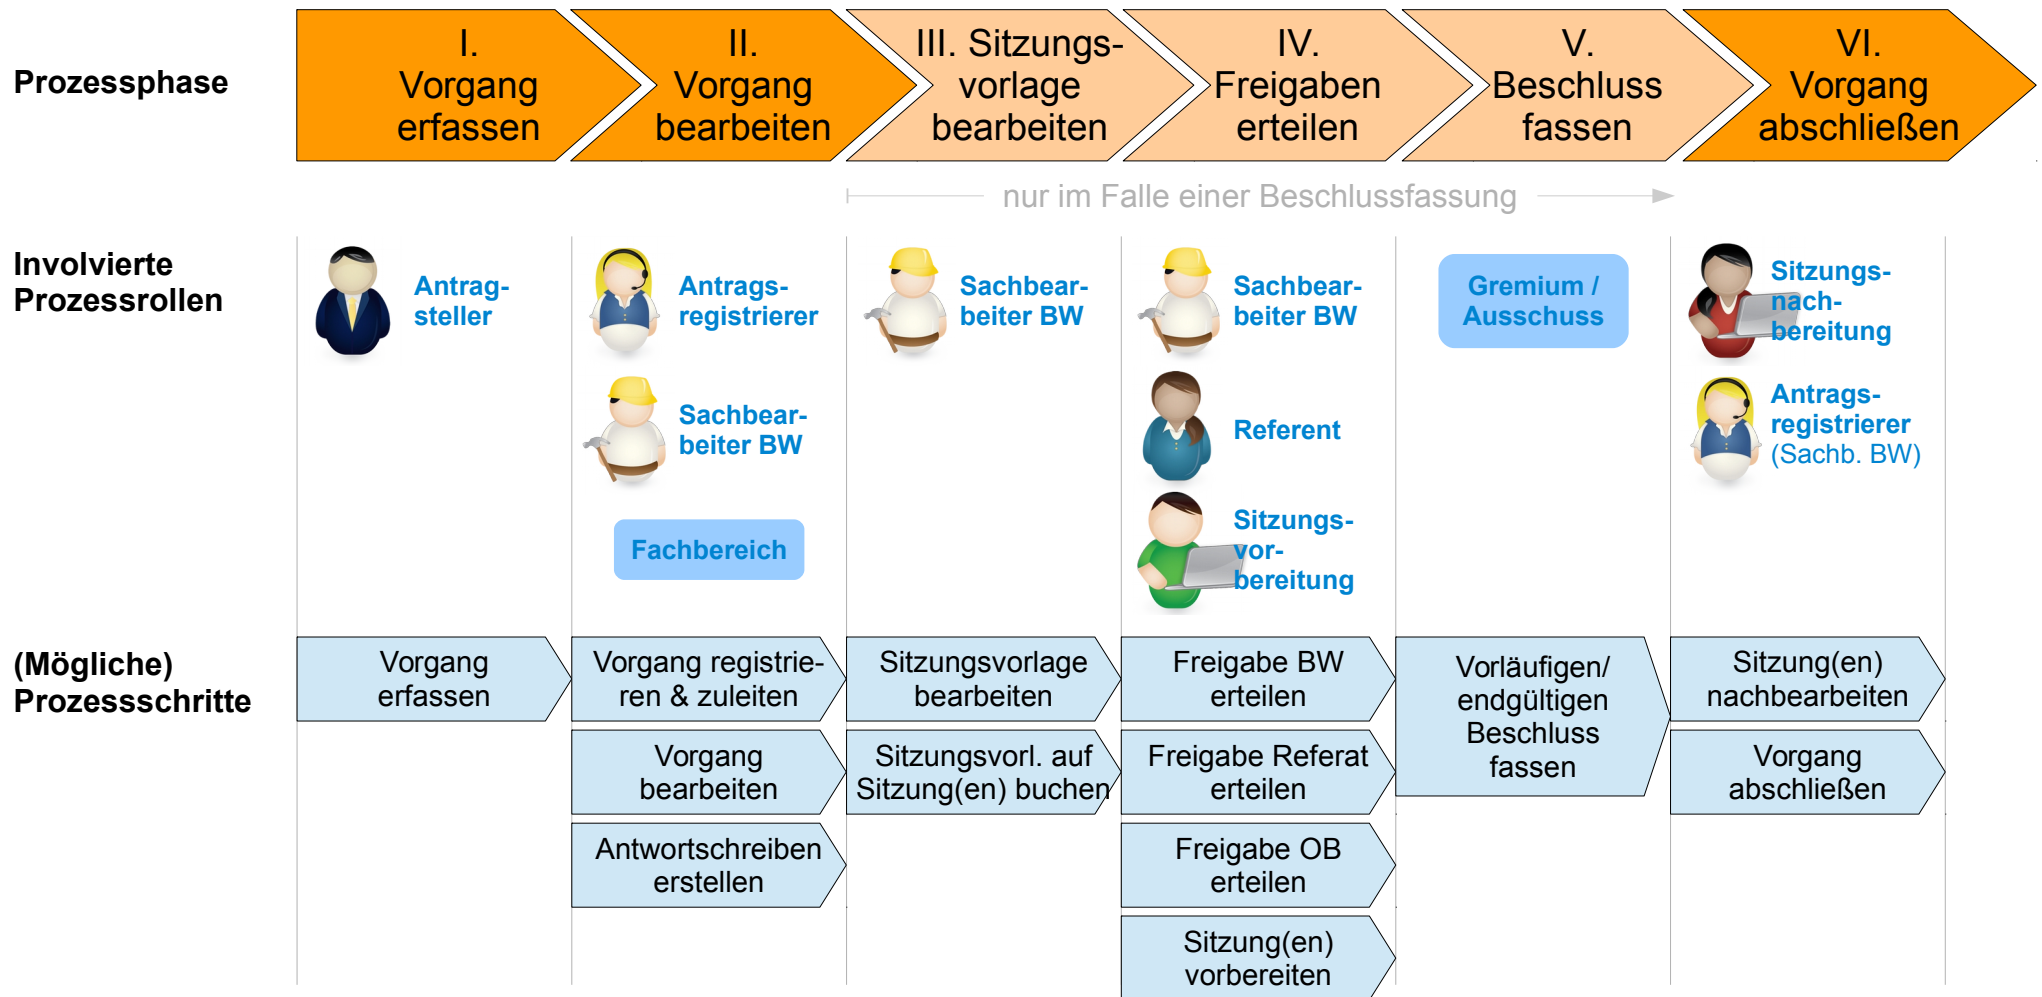 Prozessphase
I.
Vorgang
erfassen
II.
Vorgang
bearbeiten
III. Sitzungs-
vorlage
bearbeiten
IV.
Freigaben
erteilen
V.
Beschluss
fassen
VI.
Vorgang
abschließen
nur im Falle einer Beschlussfassung
Involvierte
Prozessrollen
Antrag-
steller
Antrags-
registrierer
Sachbear-
beiter BW
Fachbereich
Sachbear-
beiter BW
Sachbear-
beiter BW
Referent
Sitzungs-
vor-
bereitung
Gremium /
Ausschuss
Sitzungs-
nach-
bereitung
Antrags-
registrierer
(Sachb. BW)
(Mögliche)
Prozessschritte
Vorgang
erfassen
Vorgang registrie-
ren & zuleiten
Vorgang
bearbeiten
Antwortschreiben
erstellen
Sitzungsvorlage
bearbeiten
Sitzungsvorl. auf
Sitzung(en) buchen
Freigabe BW
erteilen
Freigabe Referat
erteilen
Freigabe OB
erteilen
Sitzung(en)
vorbereiten
Vorläufigen/
endgültigen
Beschluss
fassen
Sitzung(en)
nachbearbeiten
Vorgang
abschließen